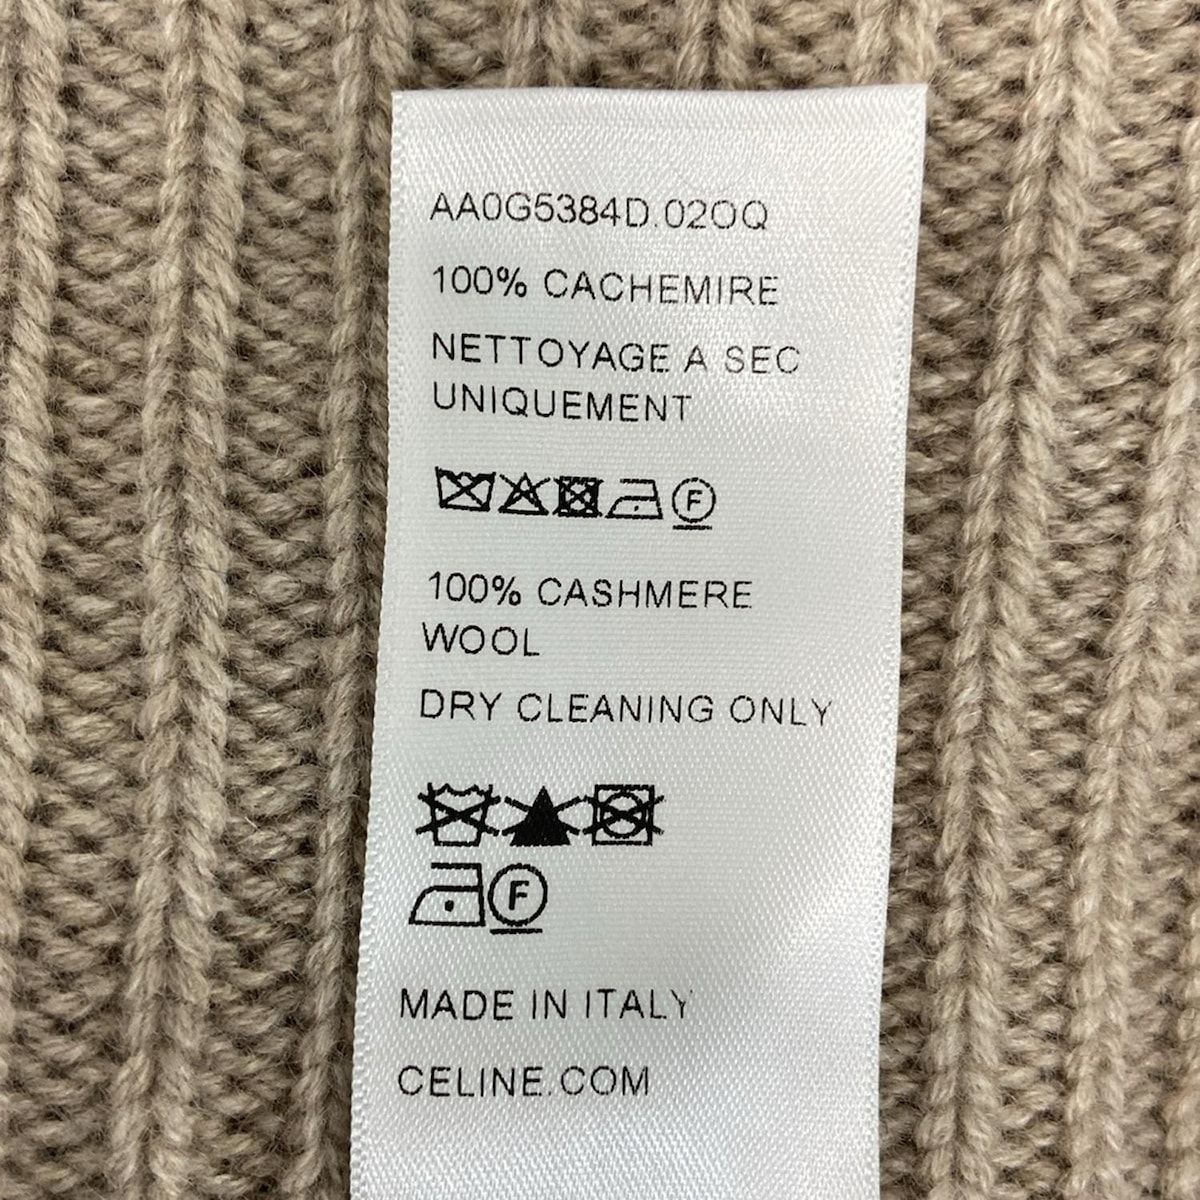 AA0G5384D.02OQ
100% CACHEMIRE
NETTOYAGE A SEC
UNIQUEMENT
F
100% CASHMERE
WOOL
DRY CLEANING ONLY
F
MADE IN ITALY
CELINE.COM